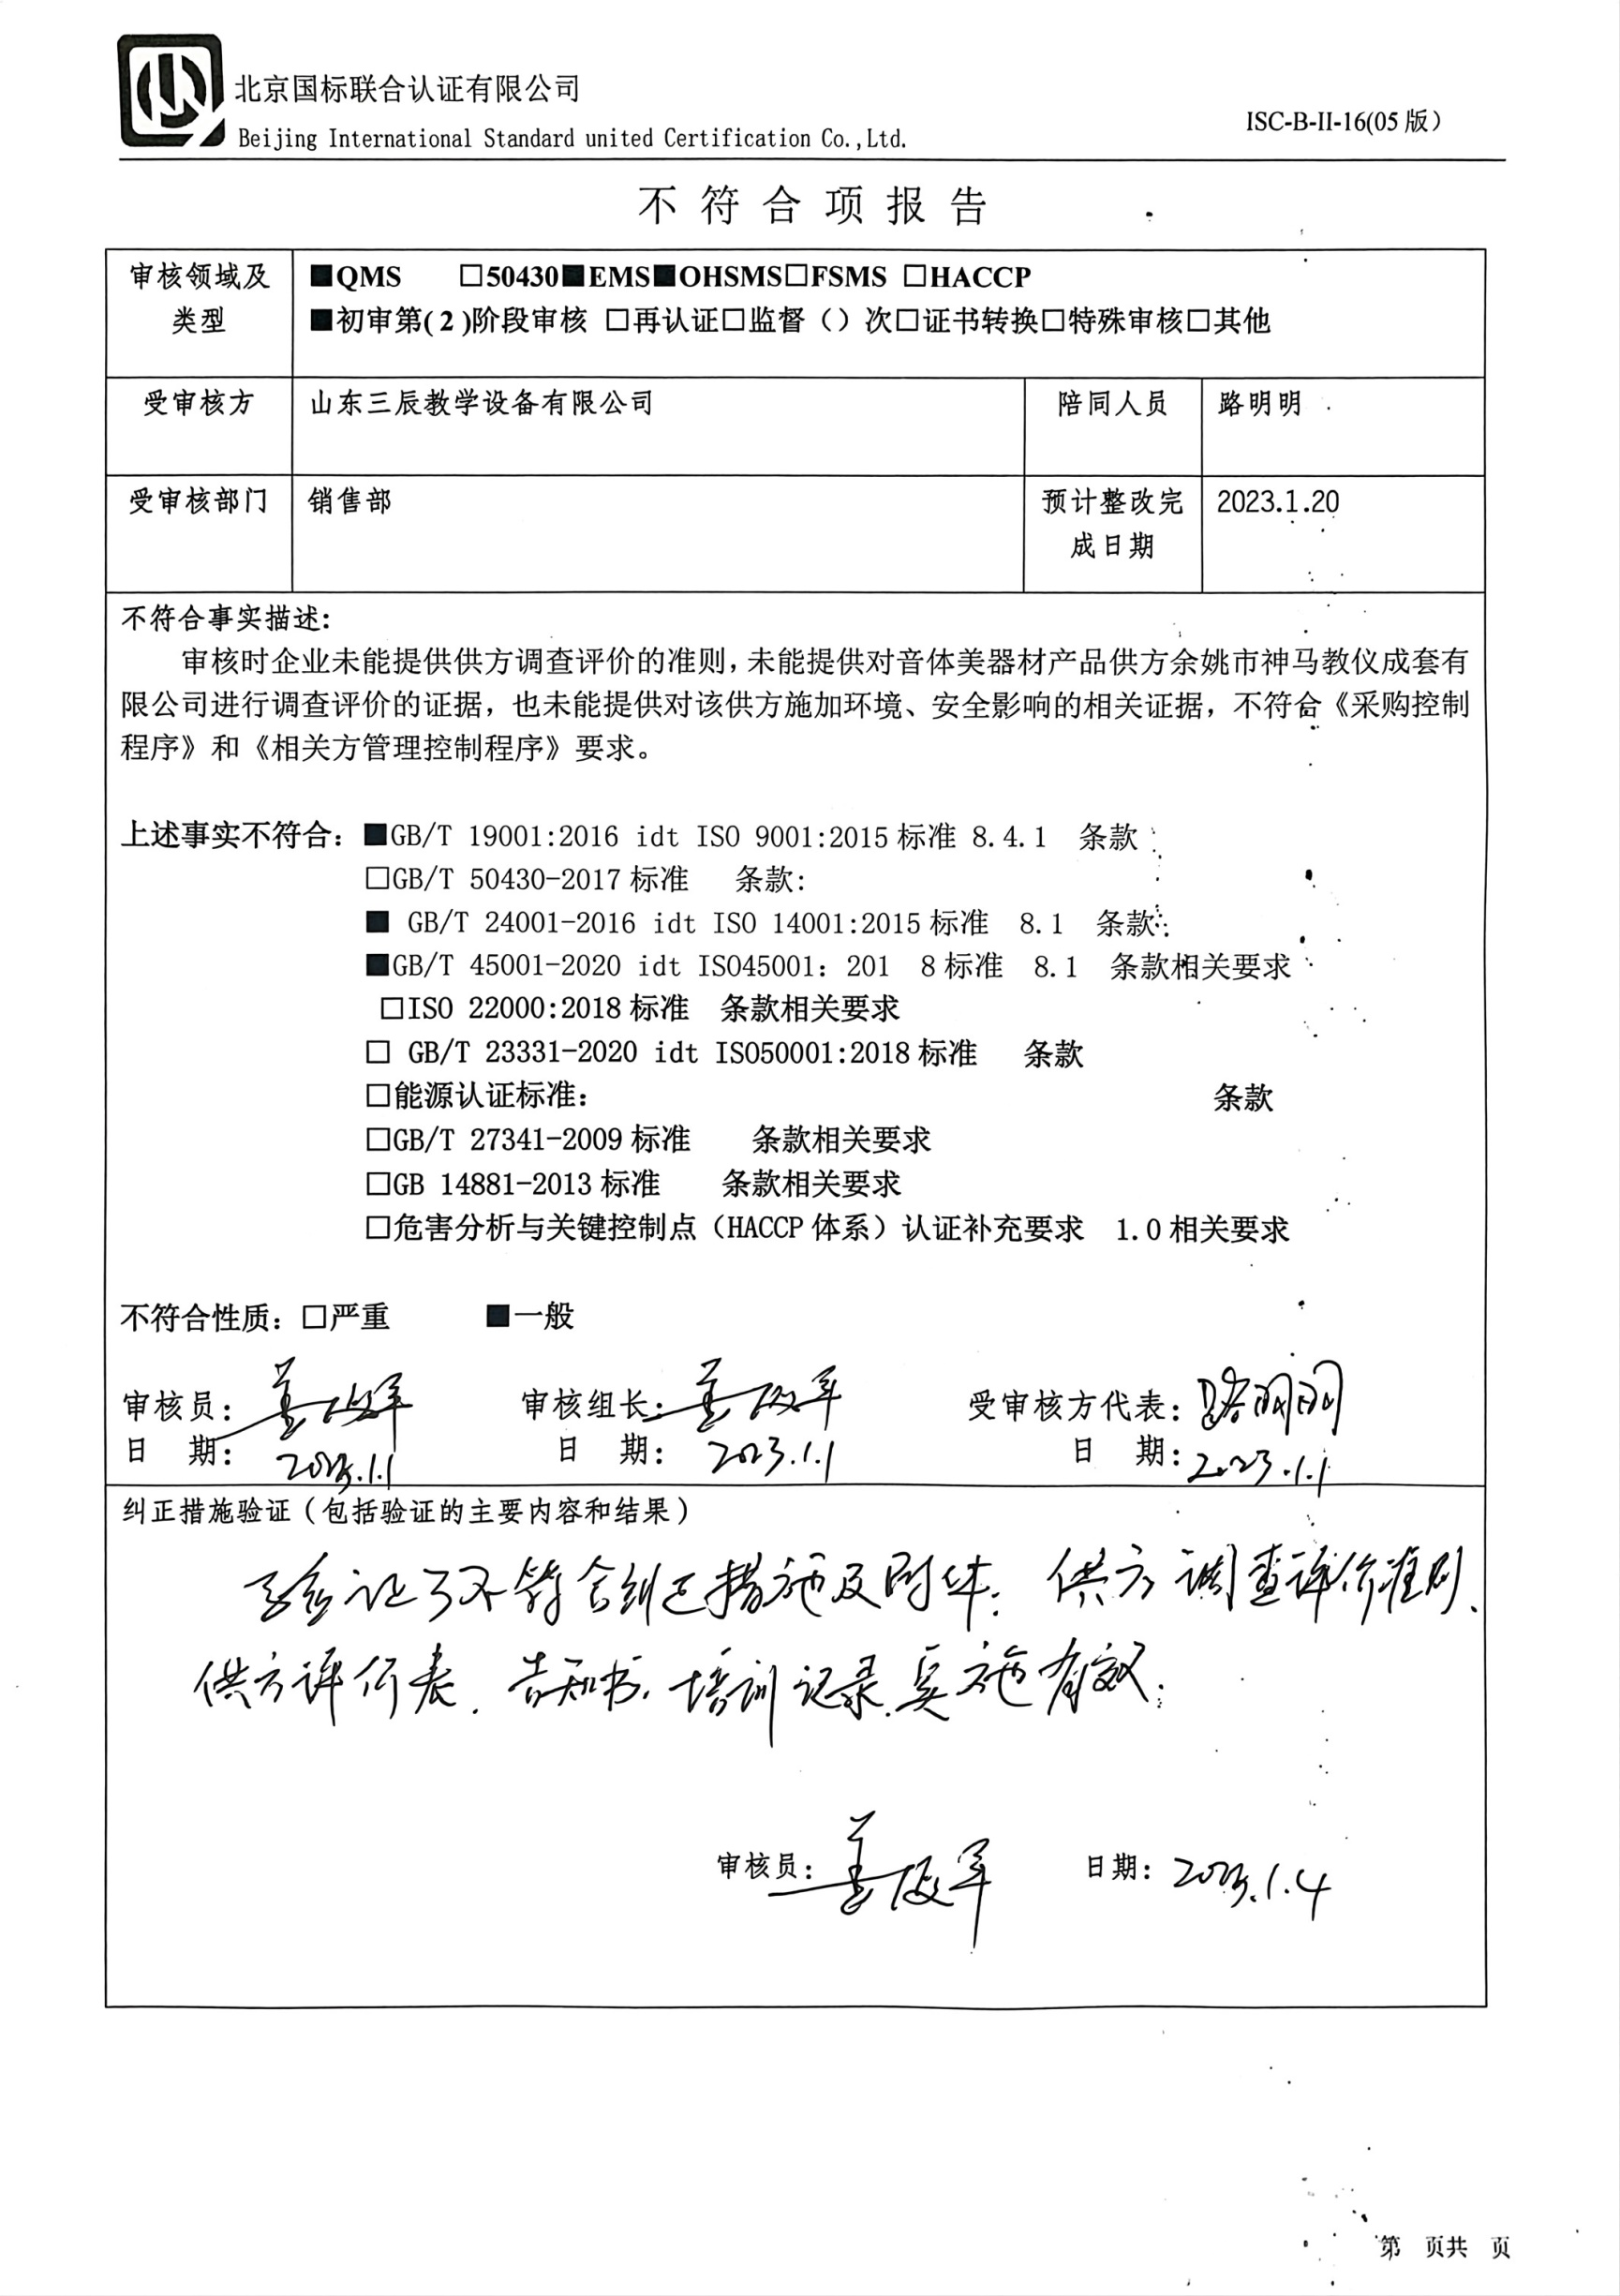 北京国标联合认证有限公司
Beijing International Standard united Certification Co.,Ltd.
ISC-B-II-16(05 版)
不符合项报告
审核领域及类型
■QMS □50430■EMS■OHSMS□FSMS □HACCP
■初审第( 2 )阶段审核 □再认证□监督（）次□证书转换□特殊审核□其他
受审核方 山东三辰教学设备有限公司 陪同人员 路明明
受审核部门 销售部 预计整改完成日期 2023.1.20
不符合事实描述:
审核时企业未能提供供方调查评价的准则，未能提供对音体美器材产品供方余姚市神马教仪成套有
限公司进行调查评价的证据，也未能提供对该供方施加环境、安全影响的相关证据，不符合《采购控制
程序》和《相关方管理控制程序》要求。
上述事实不符合：■GB/T 19001:2016 idt ISO 9001:2015 标准 8.4.1 条款
□GB/T 50430-2017 标准 条款:
■ GB/T 24001-2016 idt ISO 14001:2015 标准 8.1 条款
■GB/T 45001-2020 idt ISO45001: 201 8 标准 8.1 条款相关要求
□ISO 22000:2018 标准 条款相关要求
□ GB/T 23331-2020 idt ISO50001:2018 标准 条款
□能源认证标准: 条款
□GB/T 27341-2009 标准 条款相关要求
□GB 14881-2013 标准 条款相关要求
□危害分析与关键控制点（HACCP 体系）认证补充要求 1.0 相关要求
不符合性质: □严重 ■一般
审核员: 审核组长: 受审核方代表: 路明明
日 期: 2023.1.1 日 期: 2023.1.1 日 期: 2023.1.1
纠正措施验证（包括验证的主要内容和结果）
验证了不符合纠正措施及附件: 供方调查评价准则、
供方评价表、告知书、培训记录,实施有效.
审核员: 日期: 2023.1.4
第 页共 页